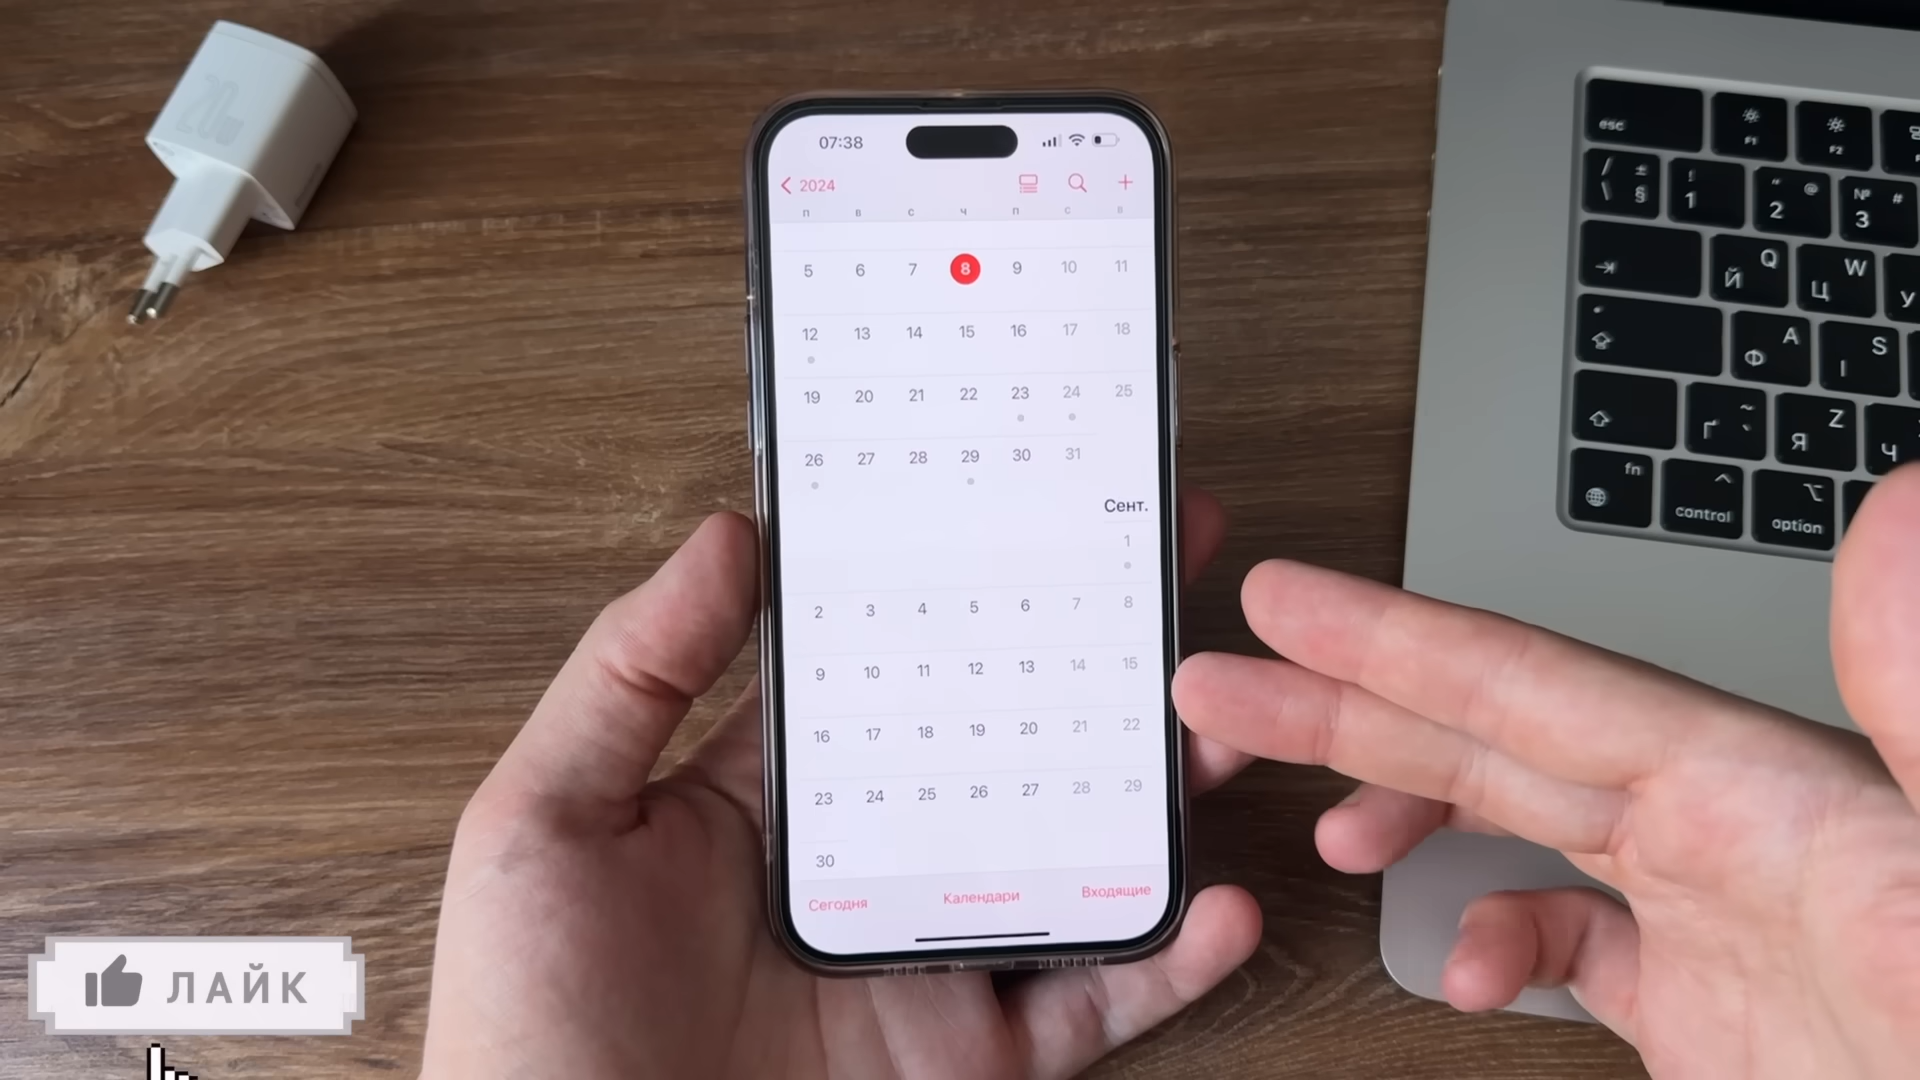 20w
07:38
2024
п в с ч п с в
5 6 7 8 9 10 11
12 13 14 15 16 17 18
19 20 21 22 23 24 25
26 27 28 29 30 31
Сент.
1
2 3 4 5 6 7 8
9 10 11 12 13 14 15
16 17 18 19 20 21 22
23 24 25 26 27 28 29
30
Сегодня Календари Входящие
esc F1 F2
/ ± \ § ! 1 " @ 2 № # 3
Q Й W Ц У
A Ф S І
Ґ ~ Z Я Ч
fn control option
ЛАЙК